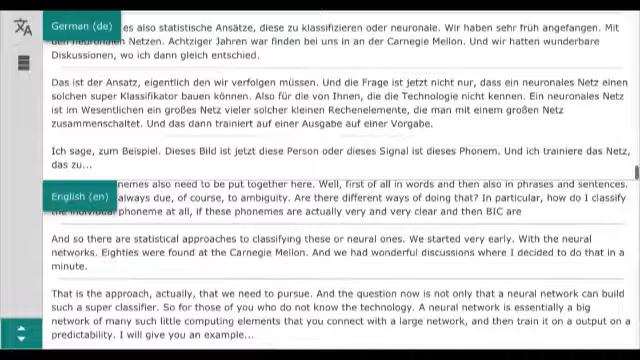 German (de)
es also statistische Ansätze, diese zu klassifizieren oder neuronale. Wir haben sehr früh angefangen. Mit
den neuronalen Netzen. Achtziger Jahren war finden bei uns in an der Carnegie Mellon. Und wir hatten wunderbare
Diskussionen, wo ich dann gleich entschied.
Das ist der Ansatz, eigentlich den wir verfolgen müssen. Und die Frage ist jetzt nicht nur, dass ein neuronales Netz einen
solchen super Klassifikator bauen können. Also für die von Ihnen, die die Technologie nicht kennen. Ein neuronales Netz
ist im Wesentlichen ein großes Netz vieler solcher kleinen Rechenelemente, die man mit einem großen Netz
zusammenschaltet. Und das dann trainiert auf einer Ausgabe auf einer Vorgabe.
Ich sage, zum Beispiel. Dieses Bild ist jetzt diese Person oder dieses Signal ist dieses Phonem. Und ich trainiere das Netz,
das zu...
English (en)
nemes also need to be put together here. Well, first of all in words and then also in phrases and sentences.
always due, of course, to ambiguity. Are there different ways of doing that? In particular, how do I classify
the individual phoneme at all, if these phonemes are actually very and very clear and then BIC are
And so there are statistical approaches to classifying these or neural ones. We started very early. With the neural
networks. Eighties were found at the Carnegie Mellon. And we had wonderful discussions where I decided to do that in a
minute.
That is the approach, actually, that we need to pursue. And the question now is not only that a neural network can build
such a super classifier. So for those of you who do not know the technology. A neural network is essentially a big
network of many such little computing elements that you connect with a large network, and then train it on a output on a
predictability. I will give you an example...